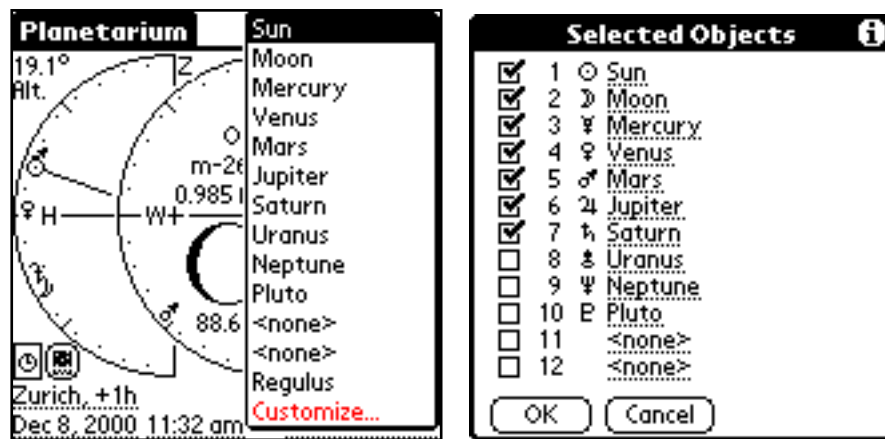 Planetarium
19.1°
Alt.
Z
m-26
0.985
H
W
88.6
Zurich, +1h
Dec 8, 2000 11:32 am
Sun
Moon
Mercury
Venus
Mars
Jupiter
Saturn
Uranus
Neptune
Pluto
<none>
<none>
Regulus
Customize...
Selected Objects
1 ☉ Sun
2 ☽ Moon
3 ☿ Mercury
4 ♀ Venus
5 ♂ Mars
6 ♃ Jupiter
7 ♄ Saturn
8 Uranus
9 ♆ Neptune
10 ♇ Pluto
11 <none>
12 <none>
OK Cancel